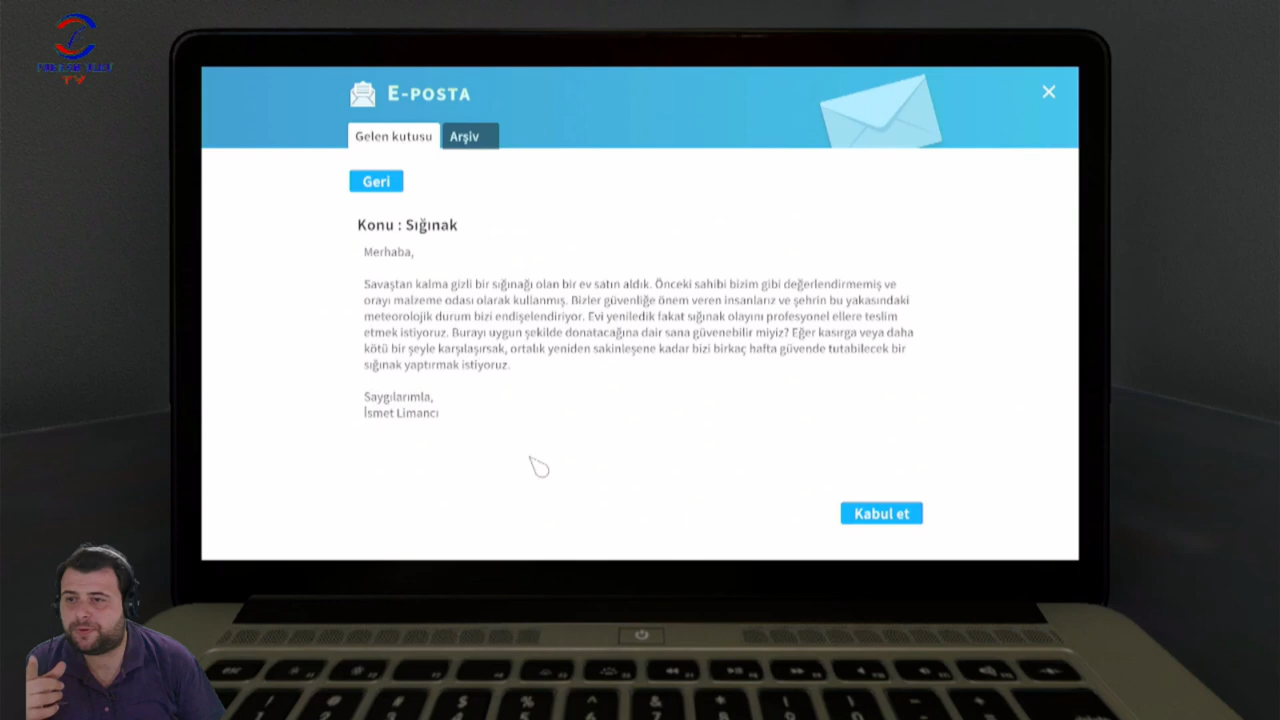 TV
E-POSTA
Gelen kutusu Arşiv
Geri
Konu : Sığınak
Merhaba,
Savaştan kalma gizli bir sığınağı olan bir ev satın aldık. Önceki sahibi bizim gibi değerlendirmemiş ve
orayı malzeme odası olarak kullanmış. Bizler güvenliğe önem veren insanlarız ve şehrin bu yakasındaki
meteorolojik durum bizi endişelendiriyor. Evi yeniledik fakat sığınak olayını profesyonel ellere teslim
etmek istiyoruz. Burayı uygun şekilde donatacağına dair sana güvenebilir miyiz? Eğer kasırga veya daha
kötü bir şeyle karşılaşırsak, ortalık yeniden sakinleşene kadar bizi birkaç hafta güvende tutabilecek bir
sığınak yaptırmak istiyoruz.
Saygılarımla,
İsmet Limancı
Kabul et